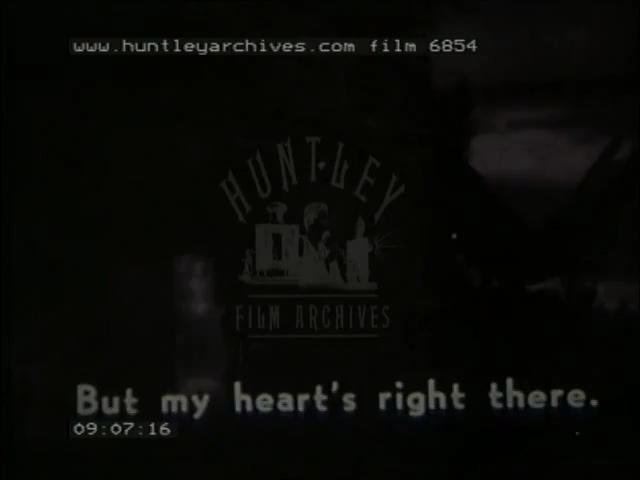 www.huntleyarchives.com film 6854
HUNTLEY
FILM ARCHIVES
But my heart's right there.
09:07:16